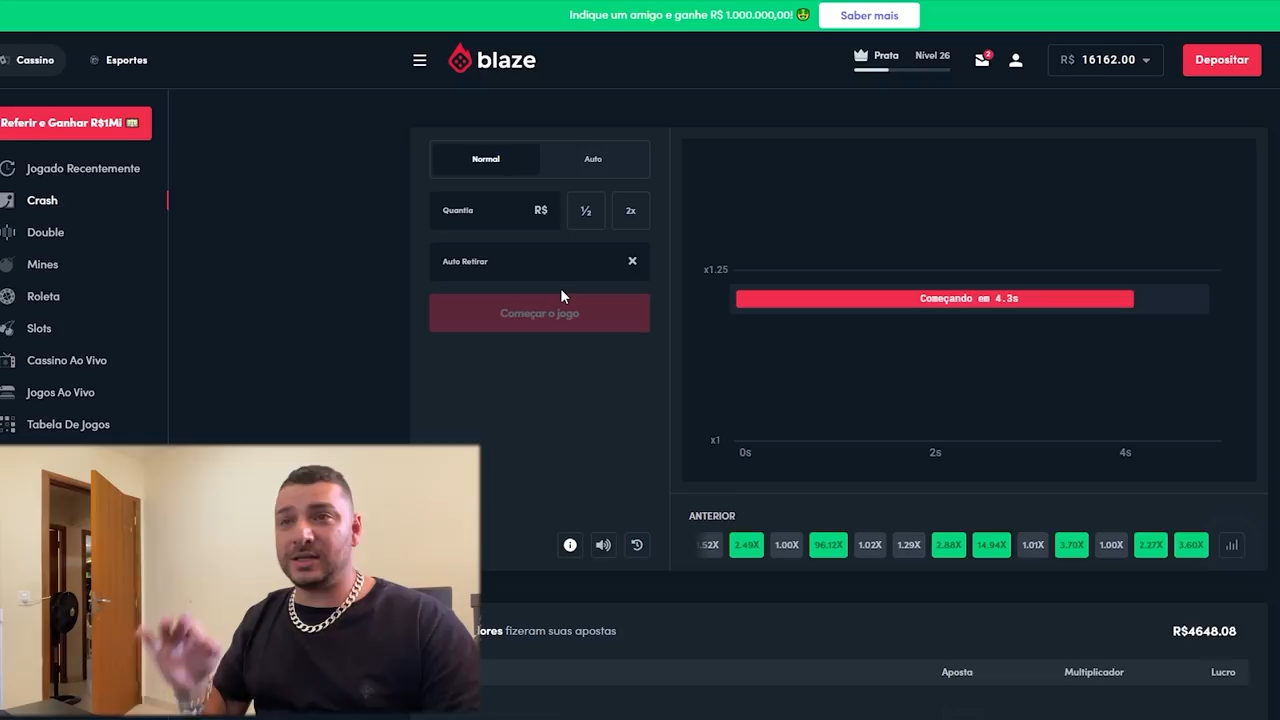 Indique um amigo e ganhe R$ 1.000.000,00!
Saber mais
Cassino
Esportes
blaze
Prata
Nível 26
2
R$ 16162.00
Depositar
Referir e Ganhar R$1Mi
Jogado Recentemente
Crash
Double
Mines
Roleta
Slots
Cassino Ao Vivo
Jogos Ao Vivo
Tabela De Jogos
Normal
Auto
Quantia
R$
½
2x
Auto Retirar
Começar o jogo
x1.25
Começando em 4.3s
x1
0s
2s
4s
ANTERIOR
.52X
2.49X
1.00X
96.12X
1.02X
1.29X
2.88X
14.94X
1.01X
3.70X
1.00X
2.27X
3.60X
lores fizeram suas apostas
R$4648.08
Aposta
Multiplicador
Lucro